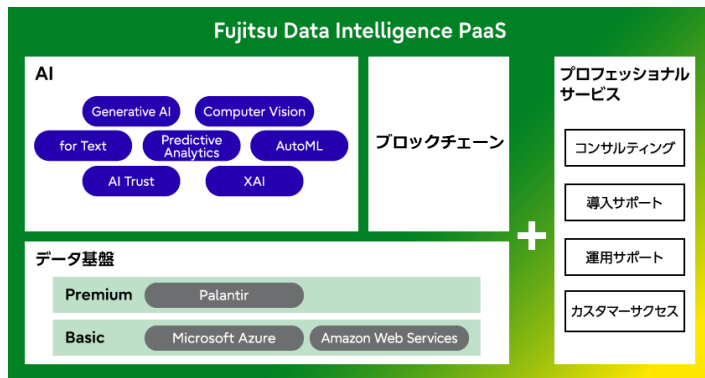 Fujitsu Data Intelligence PaaS
AI
Generative AI
Computer Vision
for Text
Predictive
Analytics
AutoML
AI Trust
XAI
ブロックチェーン
データ基盤
Premium
Palantir
Basic
Microsoft Azure
Amazon Web Services
+
プロフェッショナル
サービス
コンサルティング
導入サポート
運用サポート
カスタマーサクセス